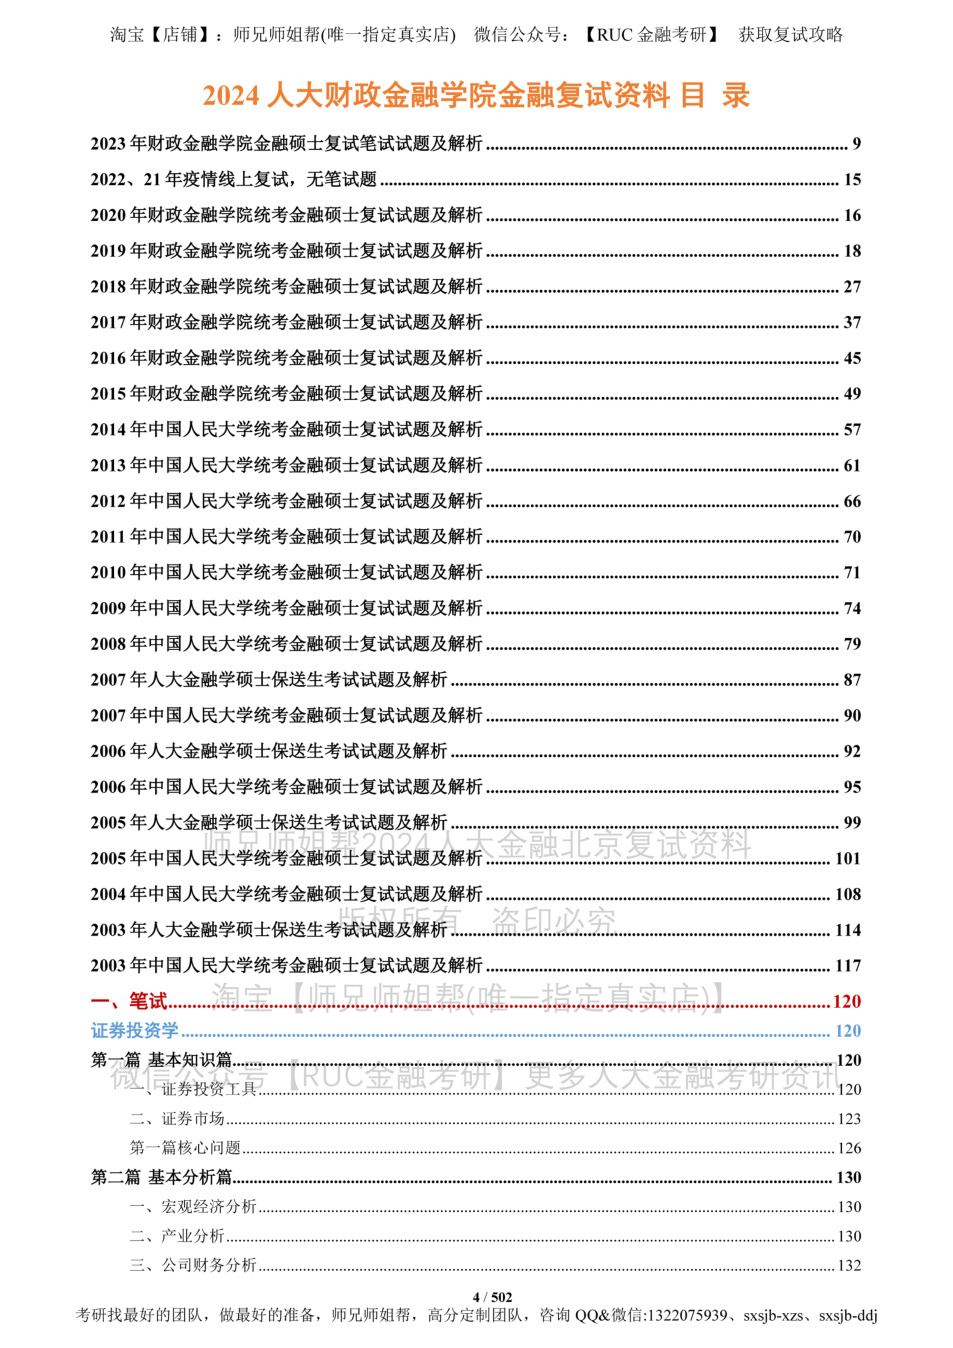 淘宝【店铺】：师兄师姐帮(唯一指定真实店)　微信公众号：【RUC 金融考研】　获取复试攻略
2024 人大财政金融学院金融复试资料 目 录
2023 年财政金融学院金融硕士复试笔试试题及解析 9
2022、21 年疫情线上复试，无笔试题 15
2020 年财政金融学院统考金融硕士复试试题及解析 16
2019 年财政金融学院统考金融硕士复试试题及解析 18
2018 年财政金融学院统考金融硕士复试试题及解析 27
2017 年财政金融学院统考金融硕士复试试题及解析 37
2016 年财政金融学院统考金融硕士复试试题及解析 45
2015 年财政金融学院统考金融硕士复试试题及解析 49
2014 年中国人民大学统考金融硕士复试试题及解析 57
2013 年中国人民大学统考金融硕士复试试题及解析 61
2012 年中国人民大学统考金融硕士复试试题及解析 66
2011 年中国人民大学统考金融硕士复试试题及解析 70
2010 年中国人民大学统考金融硕士复试试题及解析 71
2009 年中国人民大学统考金融硕士复试试题及解析 74
2008 年中国人民大学统考金融硕士复试试题及解析 79
2007 年人大金融学硕士保送生考试试题及解析 87
2007 年中国人民大学统考金融硕士复试试题及解析 90
2006 年人大金融学硕士保送生考试试题及解析 92
2006 年中国人民大学统考金融硕士复试试题及解析 95
2005 年人大金融学硕士保送生考试试题及解析 99
师兄师姐帮2024人大金融北京复试资料
2005 年中国人民大学统考金融硕士复试试题及解析 101
2004 年中国人民大学统考金融硕士复试试题及解析 108
版权所有　盗印必究
2003 年人大金融学硕士保送生考试试题及解析 114
2003 年中国人民大学统考金融硕士复试试题及解析 117
一、笔试 120
淘宝【师兄师姐帮(唯一指定真实店)】
证券投资学 120
第一篇 基本知识篇 120
微信公众号【RUC金融考研】更多人大金融考研资讯
一、证券投资工具 120
二、证券市场 123
第一篇核心问题 126
第二篇 基本分析篇 130
一、宏观经济分析 130
二、产业分析 130
三、公司财务分析 132
4 / 502
考研找最好的团队，做最好的准备，师兄师姐帮，高分定制团队，咨询 QQ&微信:1322075939、sxsjb-xzs、sxsjb-ddj